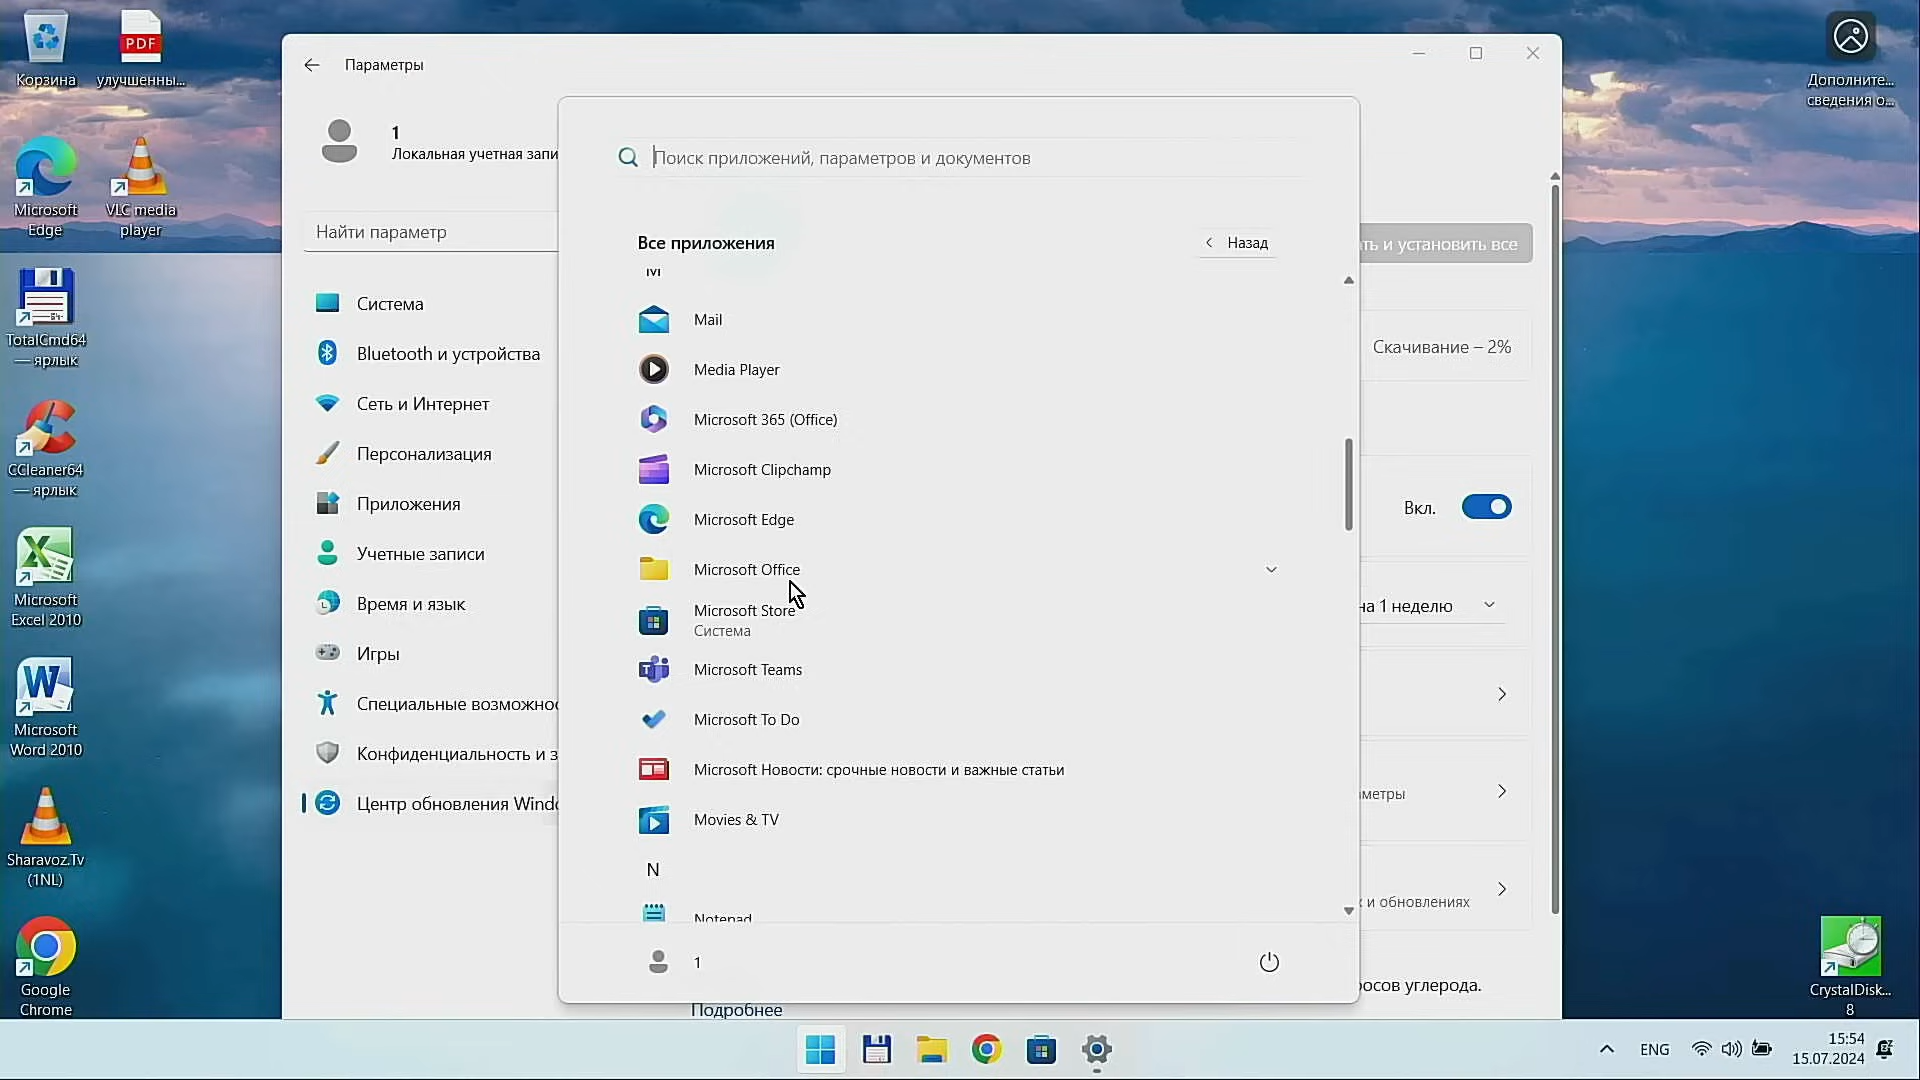 Корзина
PDF
улучшенны...
Microsoft
Edge
VLC media
player
TotalCmd64
— ярлык
CCleaner64
— ярлык
Microsoft
Excel 2010
Microsoft
Word 2010
Sharavoz.Tv
(1NL)
Google
Chrome
Параметры
1
Локальная учетная запи
Найти параметр
Система
Bluetooth и устройства
Сеть и Интернет
Персонализация
Приложения
Учетные записи
Время и язык
Игры
Специальные возможнос
Конфиденциальность и з
Центр обновления Windo
Поиск приложений, параметров и документов
Все приложения
Назад
M
Mail
Media Player
Microsoft 365 (Office)
Microsoft Clipchamp
Microsoft Edge
Microsoft Office
Microsoft Store
Система
Microsoft Teams
Microsoft To Do
Microsoft Новости: срочные новости и важные статьи
Movies & TV
N
Notepad
1
Подробнее
ть и установить все
Скачивание – 2%
Вкл.
на 1 неделю
метры
х и обновлениях
росов углерода.
Дополните...
сведения о...
CrystalDisk...
8
ENG
15:54
15.07.2024